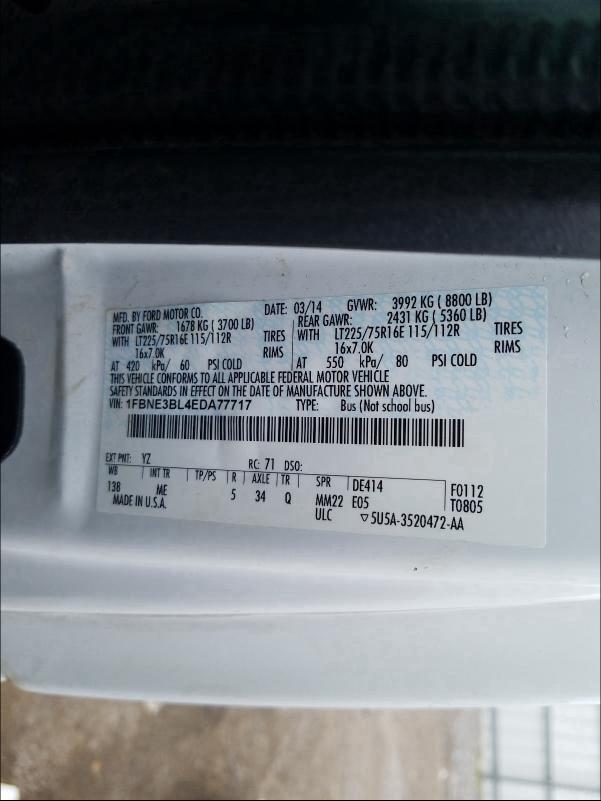 MFD. BY FORD MOTOR CO. DATE: 03/14 GVWR: 3992 KG ( 8800 LB)
FRONT GAWR: 1678 KG ( 3700 LB) REAR GAWR: 2431 KG ( 5360 LB)
WITH LT225/75R16E 115/112R TIRES WITH LT225/75R16E 115/112R TIRES
16x7.0K RIMS 16x7.0K RIMS
AT 420 kPa/ 60 PSI COLD AT 550 kPa/ 80 PSI COLD
THIS VEHICLE CONFORMS TO ALL APPLICABLE FEDERAL MOTOR VEHICLE
SAFETY STANDARDS IN EFFECT ON THE DATE OF MANUFACTURE SHOWN ABOVE.
VIN: 1FBNE3BL4EDA77717 TYPE: Bus (Not school bus)
EXT PNT: YZ RC: 71 DSO:
WB INT TR TP/PS R AXLE TR SPR DE414 F0112
138 ME 5 34 Q MM22 E05 T0805
MADE IN U.S.A. ULC ▽5U5A-3520472-AA